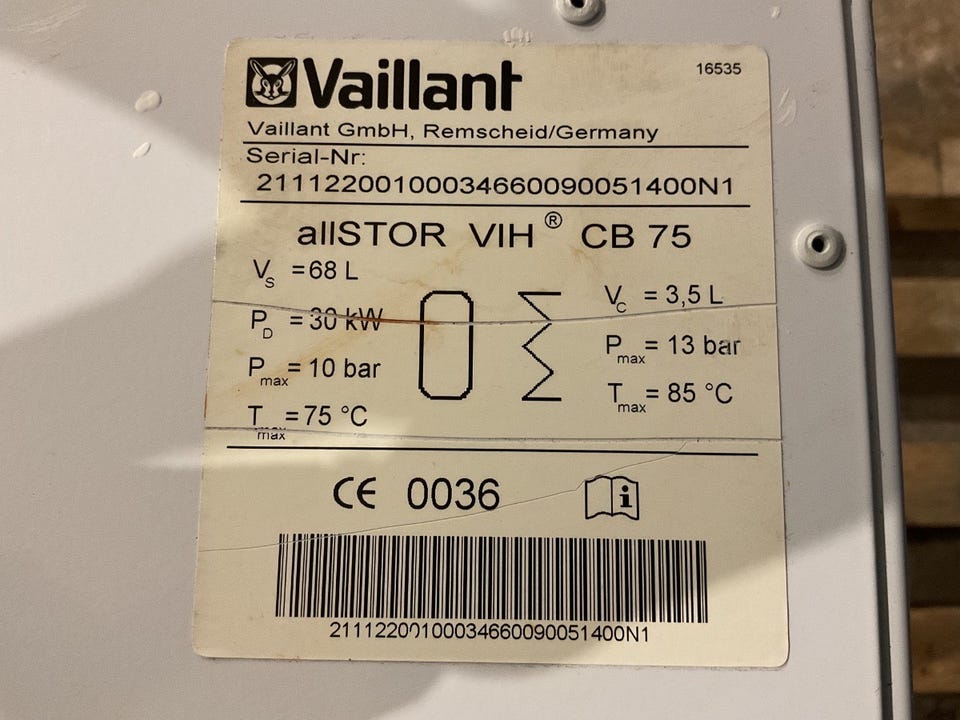 Vaillant
16535
Vaillant GmbH, Remscheid/Germany
Serial-Nr:
21112200100034660090051400N1
allSTOR VIH ® CB 75
VS = 68 L
PD = 30 kW
Pmax = 10 bar
Tmax = 75 °C
VC = 3,5 L
Pmax = 13 bar
Tmax = 85 °C
CE 0036
i
21112200100034660090051400N1